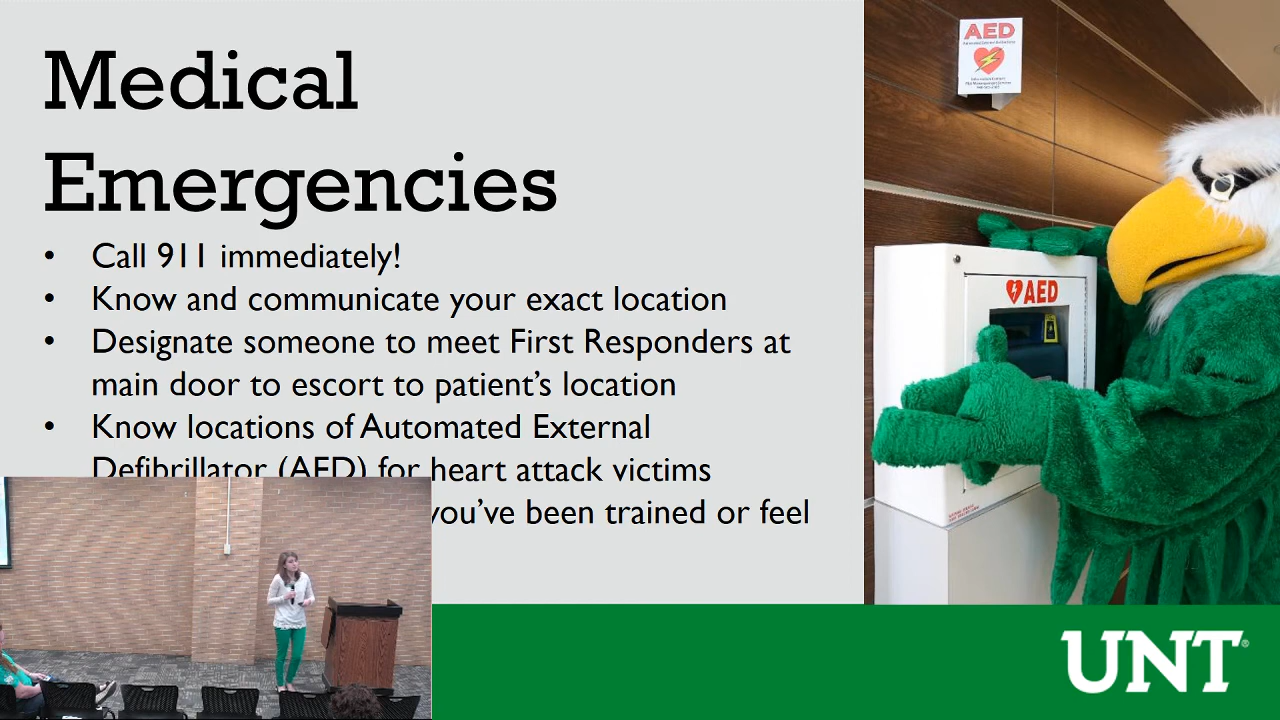 Medical
Emergencies
• Call 911 immediately!
• Know and communicate your exact location
• Designate someone to meet First Responders at
main door to escort to patient’s location
• Know locations of Automated External
Defibrillator (AED) for heart attack victims
you’ve been trained or feel
AED
AED
UNT